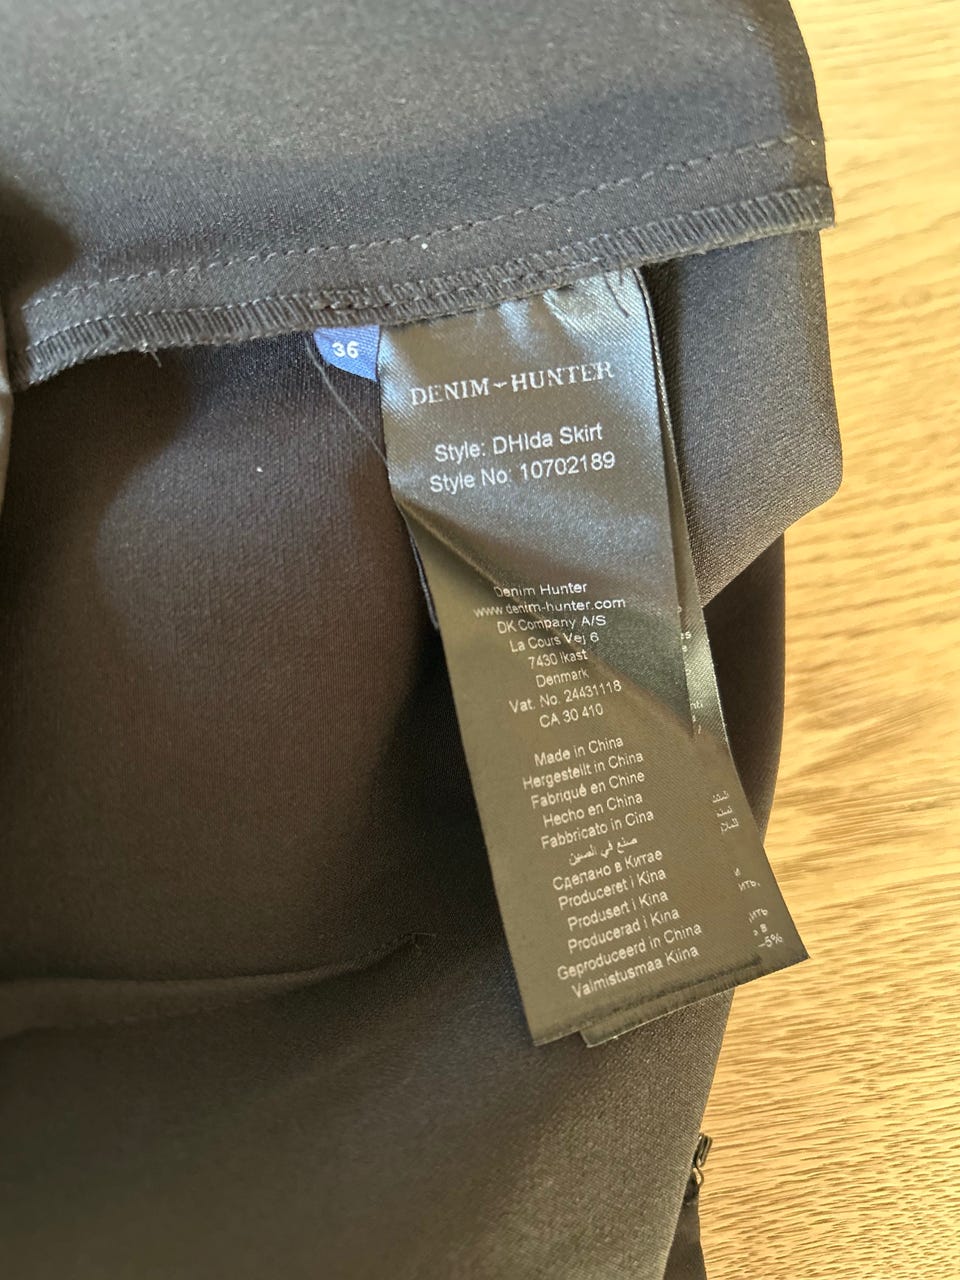 36
DENIM HUNTER
Style: DHIda Skirt
Style No: 10702189
Denim Hunter
www.denim-hunter.com
DK Company A/S
La Cours Vej 6
7430 Ikast
Denmark
Vat. No. 24431118
CA 30 410
Made in China
Hergestellt in China
Fabriqué en Chine
Hecho en China
Fabbricato in Cina
صنع في الصين
Сделано в Китае
Produceret i Kina
Produsert i Kina
Producerad i Kina
Geproduceerd in China
Valmistusmaa Kiina
-5%